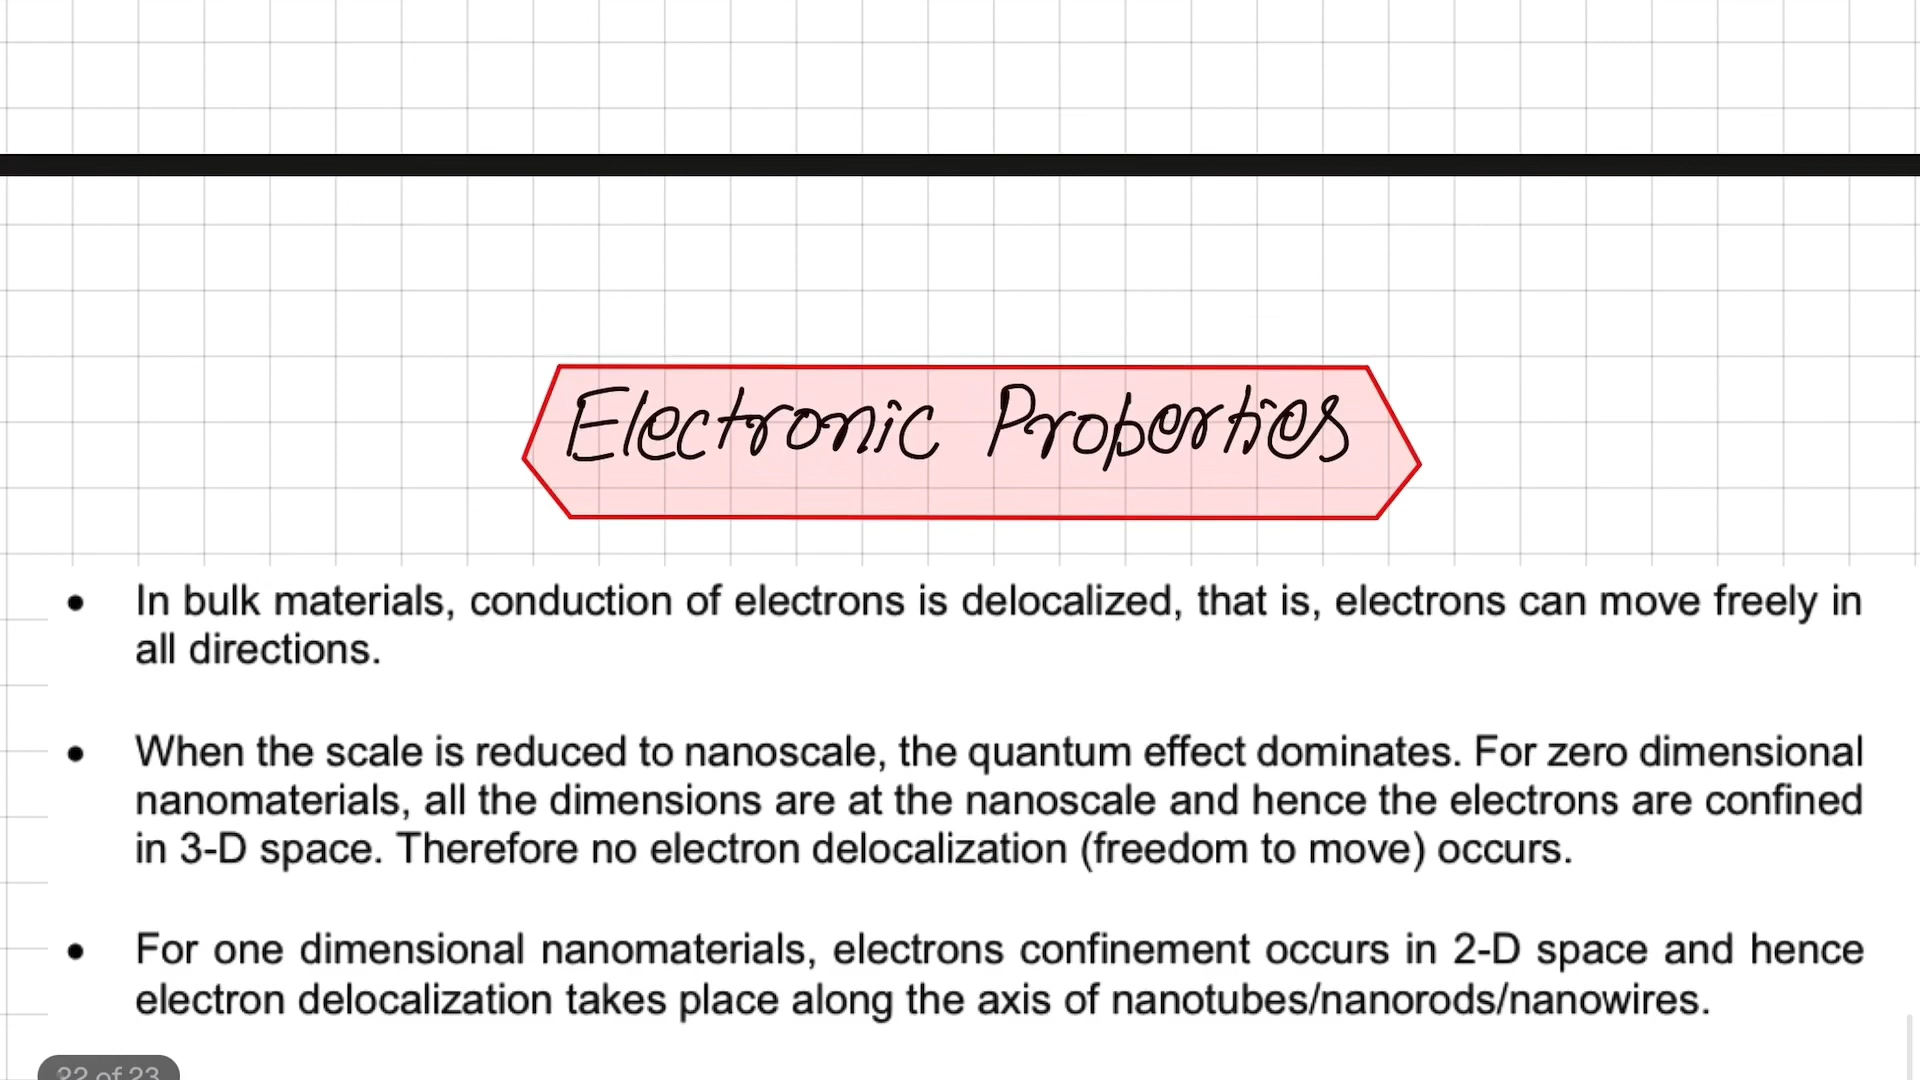 Electronic Properties
• In bulk materials, conduction of electrons is delocalized, that is, electrons can move freely in
all directions.
• When the scale is reduced to nanoscale, the quantum effect dominates. For zero dimensional
nanomaterials, all the dimensions are at the nanoscale and hence the electrons are confined
in 3-D space. Therefore no electron delocalization (freedom to move) occurs.
• For one dimensional nanomaterials, electrons confinement occurs in 2-D space and hence
electron delocalization takes place along the axis of nanotubes/nanorods/nanowires.
22 of 23